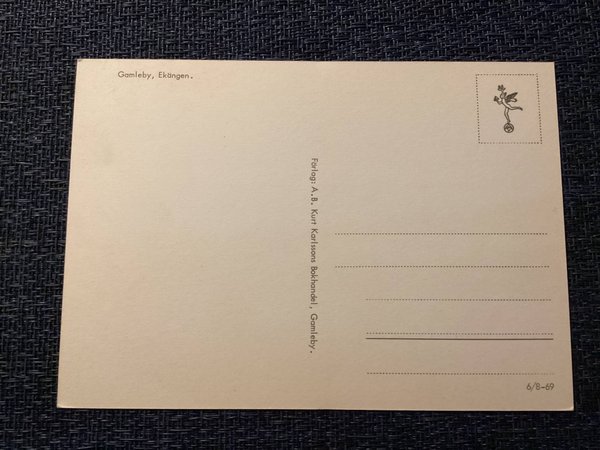 Gamleby, Ekängen.
Förlag: A.B. Kurt Karlssons Bokhandel, Gamleby.
6/8-69